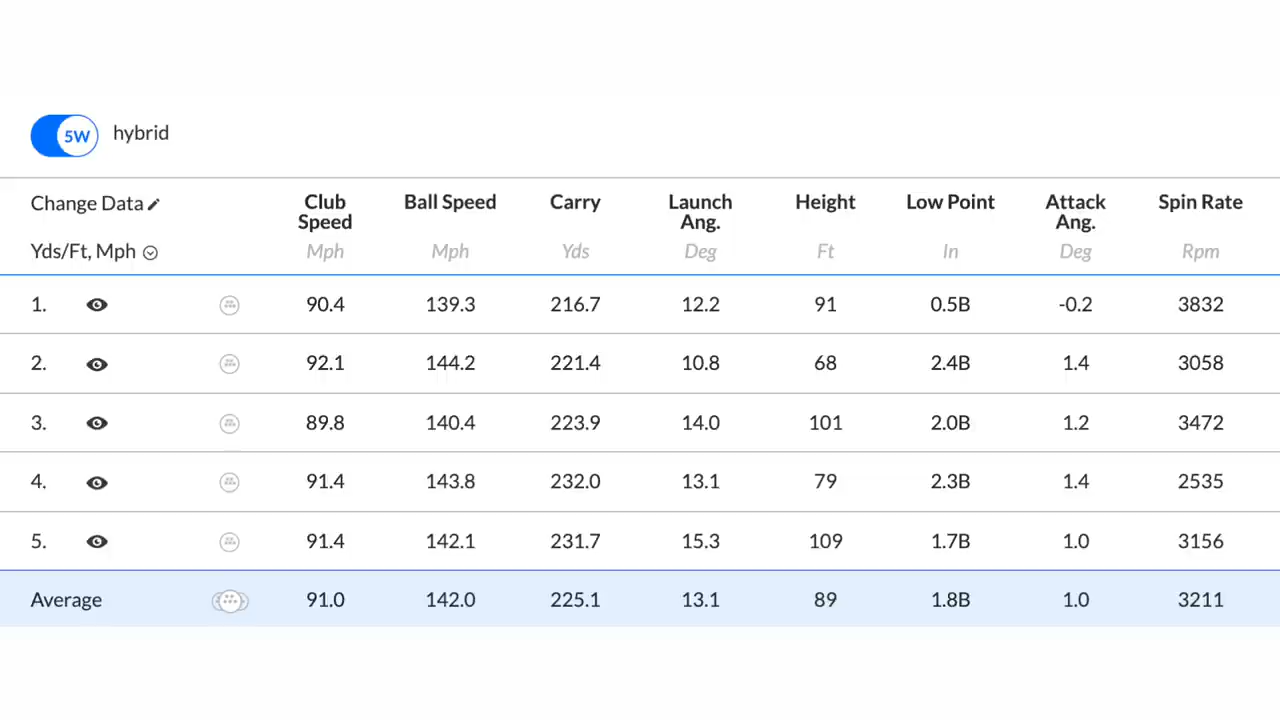 5W hybrid
Change Data Club Speed Ball Speed Carry Launch Ang. Height Low Point Attack Ang. Spin Rate
Yds/Ft, Mph Mph Mph Yds Deg Ft In Deg Rpm
1. 90.4 139.3 216.7 12.2 91 0.5B -0.2 3832
2. 92.1 144.2 221.4 10.8 68 2.4B 1.4 3058
3. 89.8 140.4 223.9 14.0 101 2.0B 1.2 3472
4. 91.4 143.8 232.0 13.1 79 2.3B 1.4 2535
5. 91.4 142.1 231.7 15.3 109 1.7B 1.0 3156
Average 91.0 142.0 225.1 13.1 89 1.8B 1.0 3211